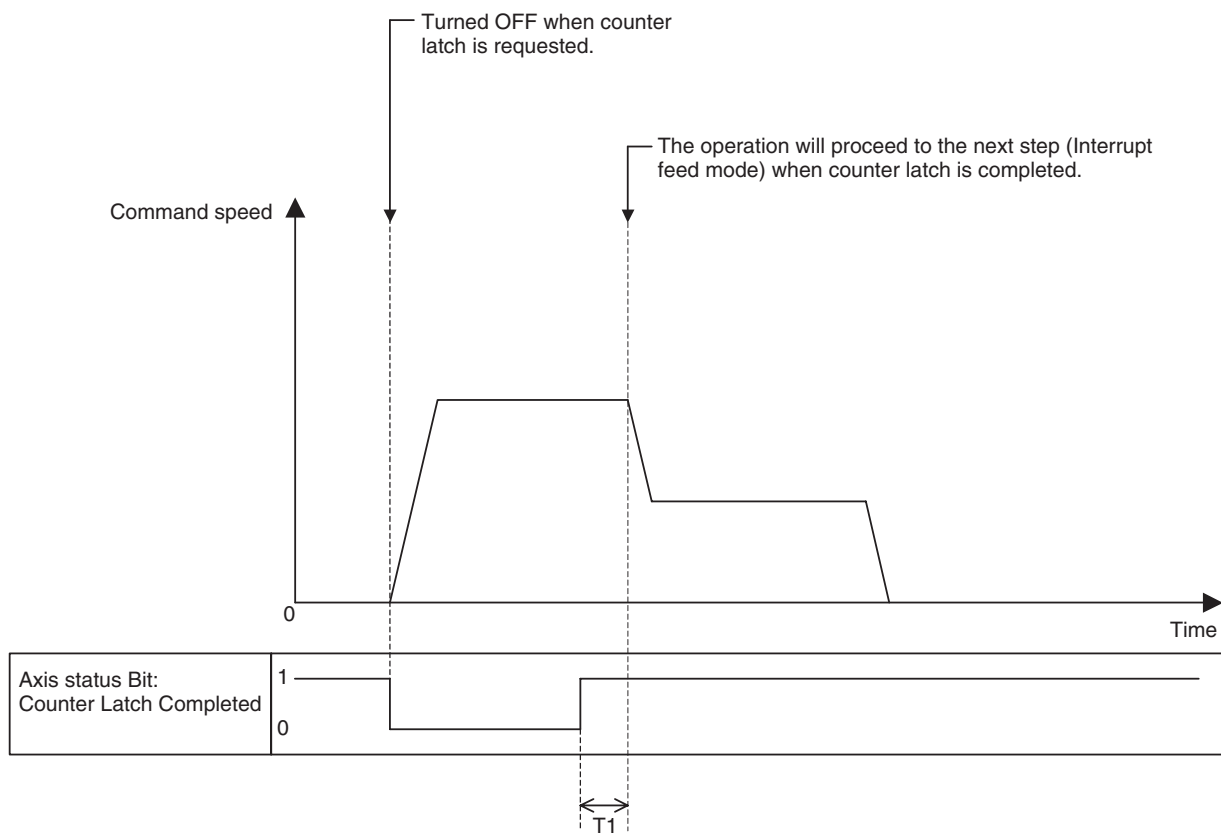 Turned OFF when counter
latch is requested.
The operation will proceed to the next step (Interrupt
feed mode) when counter latch is completed.
Command speed
0
Time
Axis status Bit:
Counter Latch Completed
1
0
T1